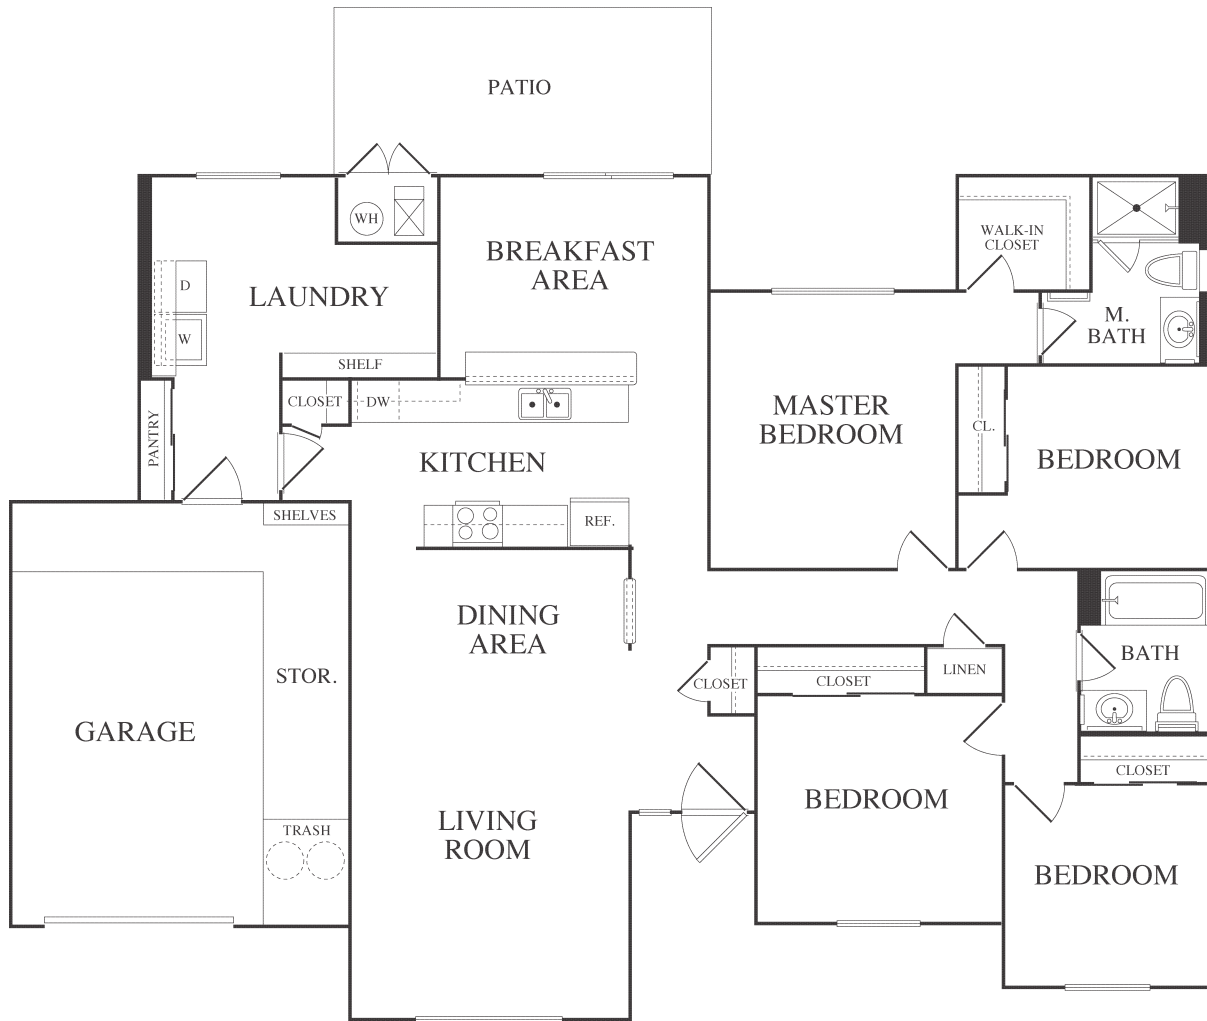 PATIO
WH
BREAKFAST
AREA
WALK-IN
CLOSET
D
LAUNDRY
W
M.
BATH
SHELF
CLOSET
DW
MASTER
BEDROOM
CL.
PANTRY
KITCHEN
BEDROOM
SHELVES
REF.
DINING
AREA
BATH
STOR.
CLOSET
CLOSET
LINEN
GARAGE
CLOSET
BEDROOM
LIVING
ROOM
TRASH
BEDROOM